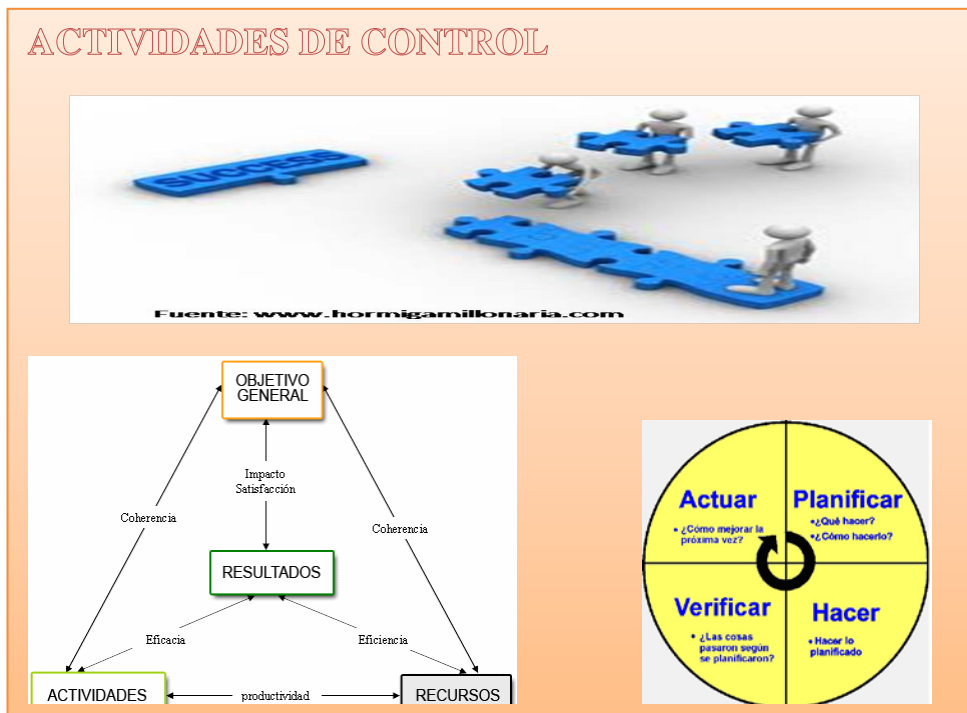 ACTIVIDADES DE CONTROL
SUCCESS
Fuente: www.hormigamillonaria.com
OBJETIVO
GENERAL
Impacto
Satisfacción
Coherencia
Coherencia
RESULTADOS
Eficacia
Eficiencia
ACTIVIDADES
productividad
RECURSOS
Actuar
• ¿Cómo mejorar la
próxima vez?
Planificar
•¿Qué hacer?
•¿Cómo hacerlo?
Verificar
• ¿Las cosas
pasaron según
se planificaron?
Hacer
• Hacer lo
planificado